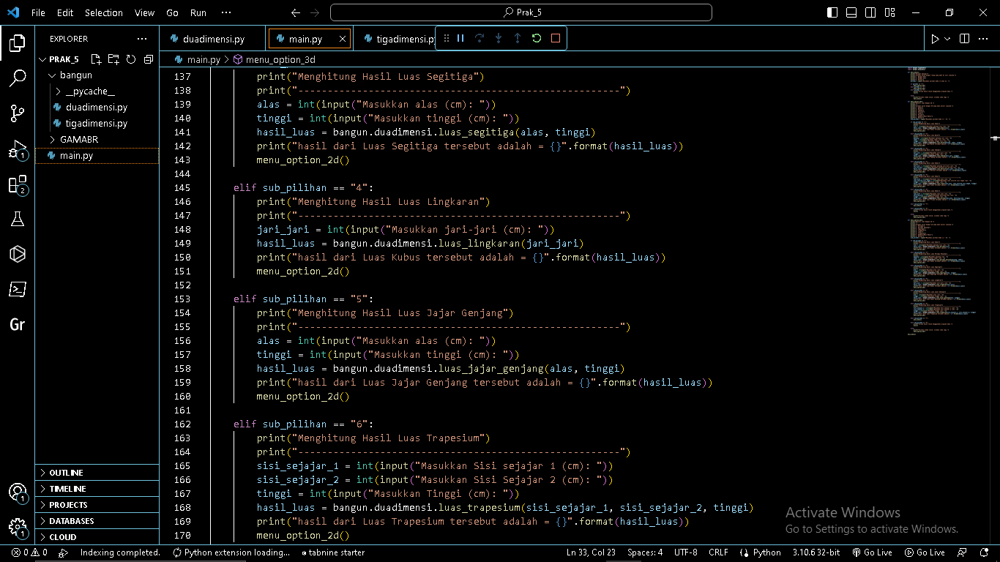 File Edit Selection View Go Run ··· Prak_5
EXPLORER ··· duadimensi.py main.py tigadimensi.py
PRAK_5 main.py > menu_option_3d
bangun
__pycache__
duadimensi.py
tigadimensi.py
GAMABR
main.py
1
2
Gr
137 print("Menghitung Hasil Luas Segitiga")
138 print("-------------------------------------------------------")
139 alas = int(input("Masukkan alas (cm): "))
140 tinggi = int(input("Masukkan tinggi (cm): "))
141 hasil_luas = bangun.duadimensi.luas_segitiga(alas, tinggi)
142 print("hasil dari Luas Segitiga tersebut adalah = {}".format(hasil_luas))
143 menu_option_2d()
144
145 elif sub_pilihan == "4":
146 print("Menghitung Hasil Luas Lingkaran")
147 print("-------------------------------------------------------")
148 jari_jari = int(input("Masukkan jari-jari (cm): "))
149 hasil_luas = bangun.duadimensi.luas_lingkaran(jari_jari)
150 print("hasil dari Luas Kubus tersebut adalah = {}".format(hasil_luas))
151 menu_option_2d()
152
153 elif sub_pilihan == "5":
154 print("Menghitung Hasil Luas Jajar Genjang")
155 print("-------------------------------------------------------")
156 alas = int(input("Masukkan alas (cm): "))
157 tinggi = int(input("Masukkan tinggi (cm): "))
158 hasil_luas = bangun.duadimensi.luas_jajar_genjang(alas, tinggi)
159 print("hasil dari Luas Jajar Genjang tersebut adalah = {}".format(hasil_luas))
160 menu_option_2d()
161
162 elif sub_pilihan == "6":
163 print("Menghitung Hasil Luas Trapesium")
164 print("-------------------------------------------------------")
165 sisi_sejajar_1 = int(input("Masukkan Sisi sejajar 1 (cm): "))
166 sisi_sejajar_2 = int(input("Masukkan Sisi Sejajar 2 (cm): "))
167 tinggi = int(input("Masukkan Tinggi (cm): "))
168 hasil_luas = bangun.duadimensi.luas_trapesium(sisi_sejajar_1, sisi_sejajar_2, tinggi)
169 print("hasil dari Luas Trapesium tersebut adalah = {}".format(hasil_luas))
170 menu_option_2d()
OUTLINE
TIMELINE
PROJECTS
DATABASES
CLOUD
1
1
Activate Windows
Go to Settings to activate Windows.
0 0 Indexing completed. Python extension loading... tabnine starter Ln 33, Col 23 Spaces: 4 UTF-8 CRLF Python 3.10.6 32-bit Go Live Go Live